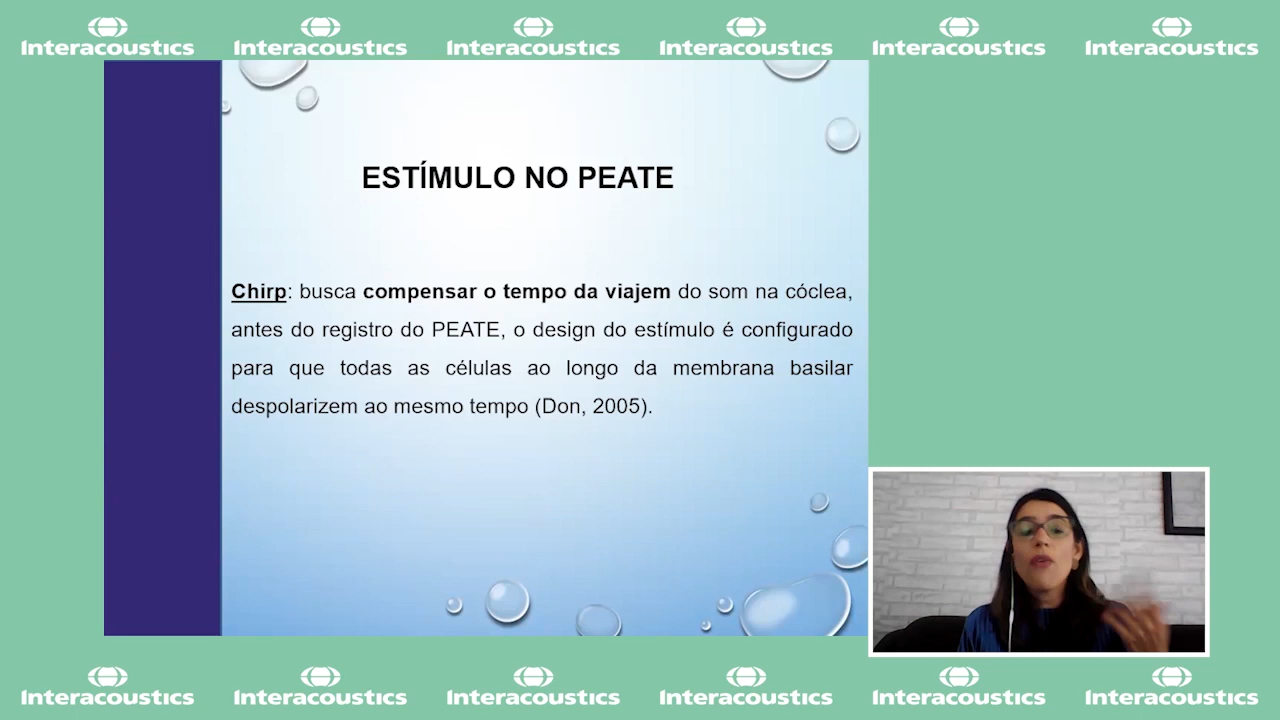 Interacoustics Interacoustics Interacoustics Interacoustics Interacoustics Interacoustics
ESTÍMULO NO PEATE
Chirp: busca compensar o tempo da viajem do som na cóclea,
antes do registro do PEATE, o design do estímulo é configurado
para que todas as células ao longo da membrana basilar
despolarizem ao mesmo tempo (Don, 2005).
Interacoustics Interacoustics Interacoustics Interacoustics Interacoustics Interacoustics